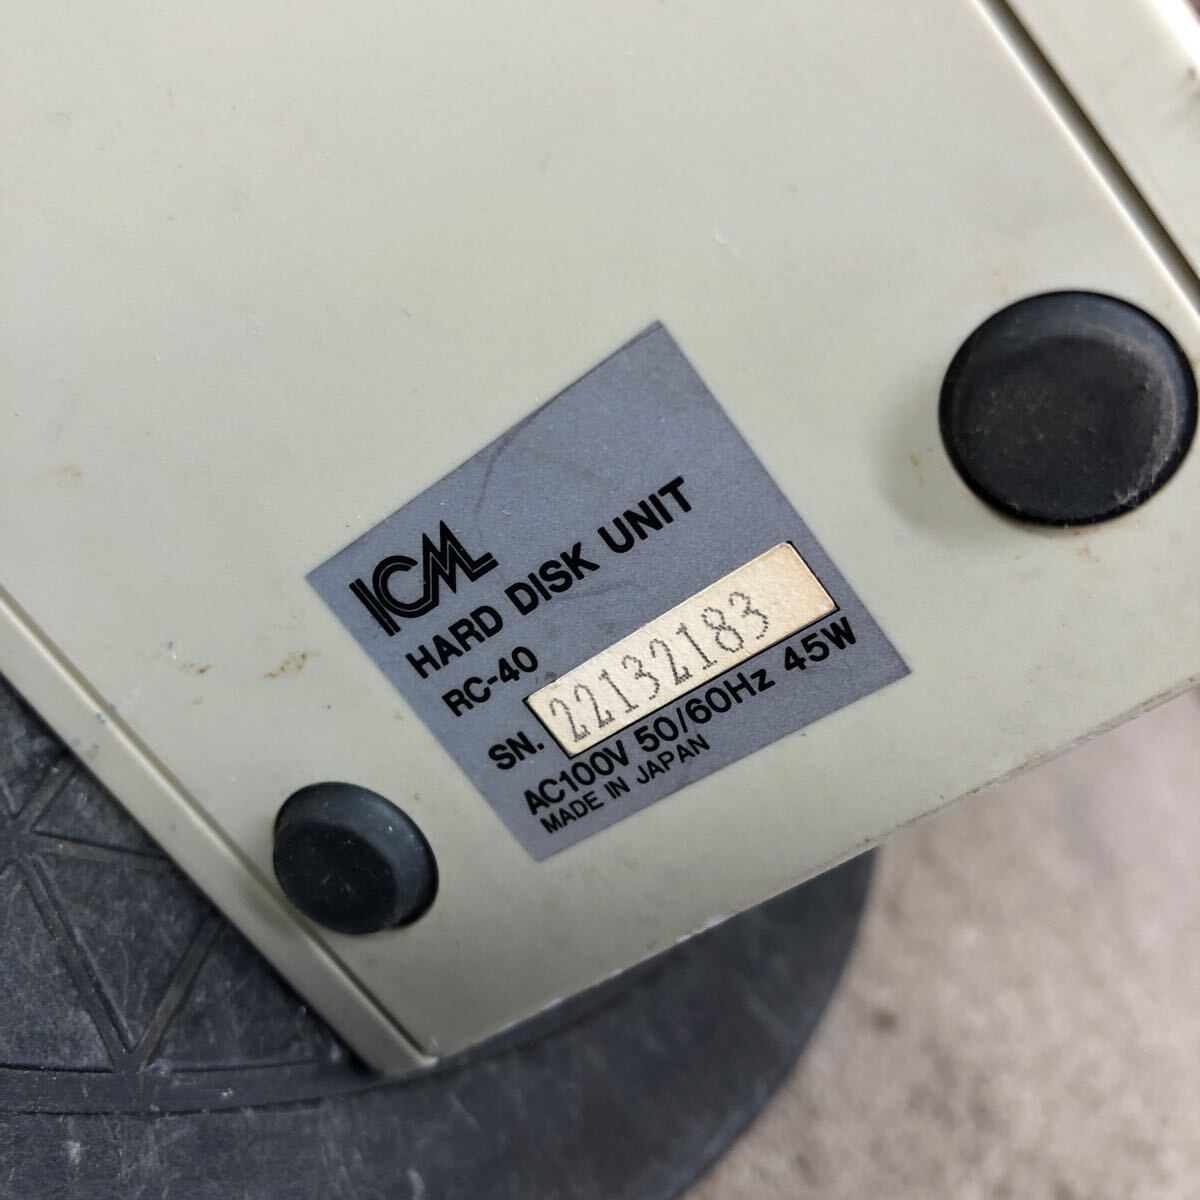 ICM
HARD DISK UNIT
RC-40
SN. 22132183
AC100V 50/60Hz 45W
MADE IN JAPAN